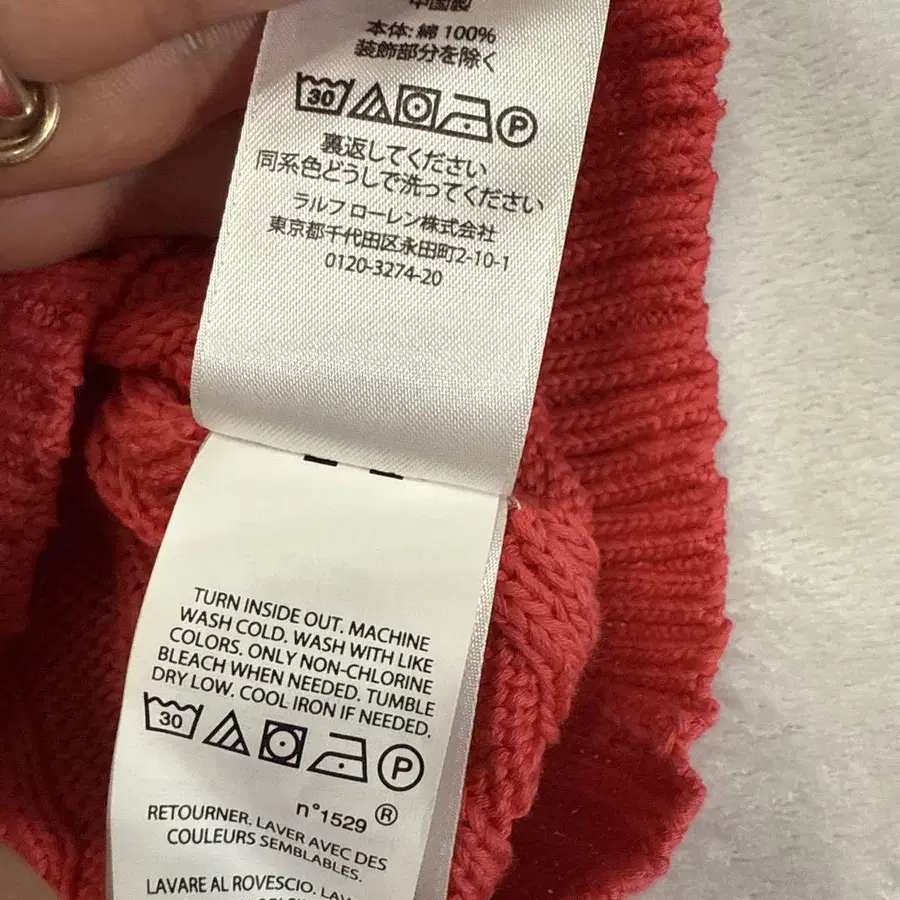 中国製
本体: 綿 100%
装飾部分を除く
30 P
裏返してください
同系色どうしで洗ってください
ラルフ ローレン株式会社
東京都千代田区永田町2-10-1
0120-3274-20
TURN INSIDE OUT. MACHINE
WASH COLD. WASH WITH LIKE
COLORS. ONLY NON-CHLORINE
BLEACH WHEN NEEDED. TUMBLE
DRY LOW. COOL IRON IF NEEDED.
30 P
n°1529 ®
RETOURNER. LAVER AVEC DES
COULEURS SEMBLABLES.
LAVARE AL ROVESCIO.